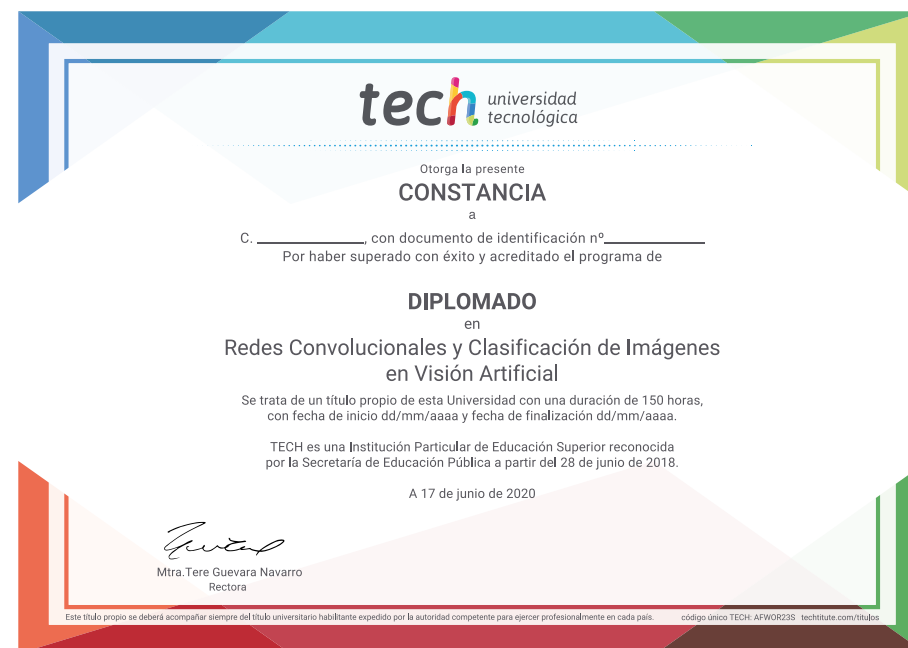 tech universidad
tecnológica
Otorga la presente
CONSTANCIA
a
C. ____________, con documento de identificación nº____________
Por haber superado con éxito y acreditado el programa de
DIPLOMADO
en
Redes Convolucionales y Clasificación de Imágenes
en Visión Artificial
Se trata de un título propio de esta Universidad con una duración de 150 horas,
con fecha de inicio dd/mm/aaaa y fecha de finalización dd/mm/aaaa.
TECH es una Institución Particular de Educación Superior reconocida
por la Secretaría de Educación Pública a partir del 28 de junio de 2018.
A 17 de junio de 2020
Mtra.Tere Guevara Navarro
Rectora
Este título propio se deberá acompañar siempre del título universitario habilitante expedido por la autoridad competente para ejercer profesionalmente en cada país. código único TECH: AFWOR23S techtitute.com/titulos